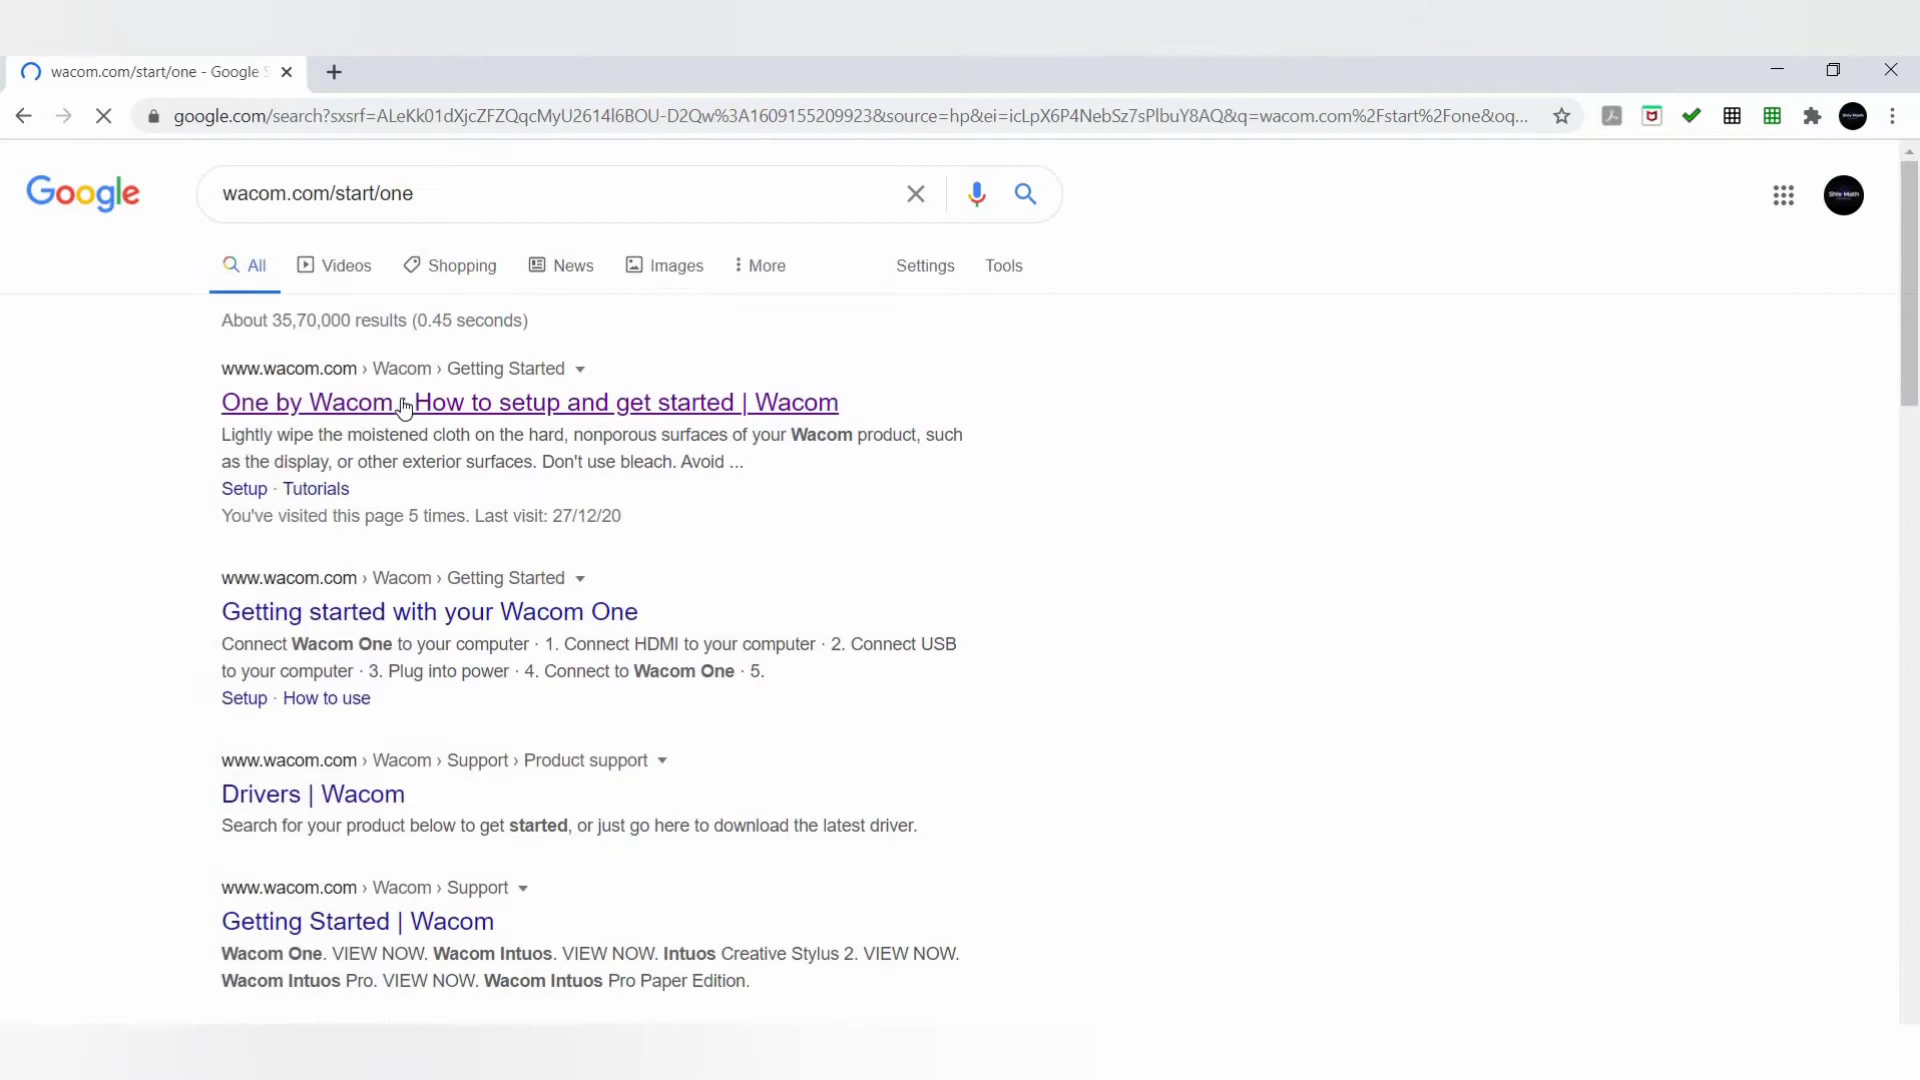 wacom.com/start/one - Google S
google.com/search?sxsrf=ALeKk01dXjcZFZQqcMyU2614l6BOU-D2Qw%3A1609155209923&source=hp&ei=icLpX6P4NebSz7sPlbuY8AQ&q=wacom.com%2Fstart%2Fone&oq...
Google
wacom.com/start/one
Shiv Math
All Videos Shopping News Images More Settings Tools
About 35,70,000 results (0.45 seconds)
www.wacom.com › Wacom › Getting Started
One by Wacom How to setup and get started | Wacom
Lightly wipe the moistened cloth on the hard, nonporous surfaces of your Wacom product, such
as the display, or other exterior surfaces. Don't use bleach. Avoid ...
Setup · Tutorials
You've visited this page 5 times. Last visit: 27/12/20
www.wacom.com › Wacom › Getting Started
Getting started with your Wacom One
Connect Wacom One to your computer · 1. Connect HDMI to your computer · 2. Connect USB
to your computer · 3. Plug into power · 4. Connect to Wacom One · 5.
Setup · How to use
www.wacom.com › Wacom › Support › Product support
Drivers | Wacom
Search for your product below to get started, or just go here to download the latest driver.
www.wacom.com › Wacom › Support
Getting Started | Wacom
Wacom One. VIEW NOW. Wacom Intuos. VIEW NOW. Intuos Creative Stylus 2. VIEW NOW.
Wacom Intuos Pro. VIEW NOW. Wacom Intuos Pro Paper Edition.